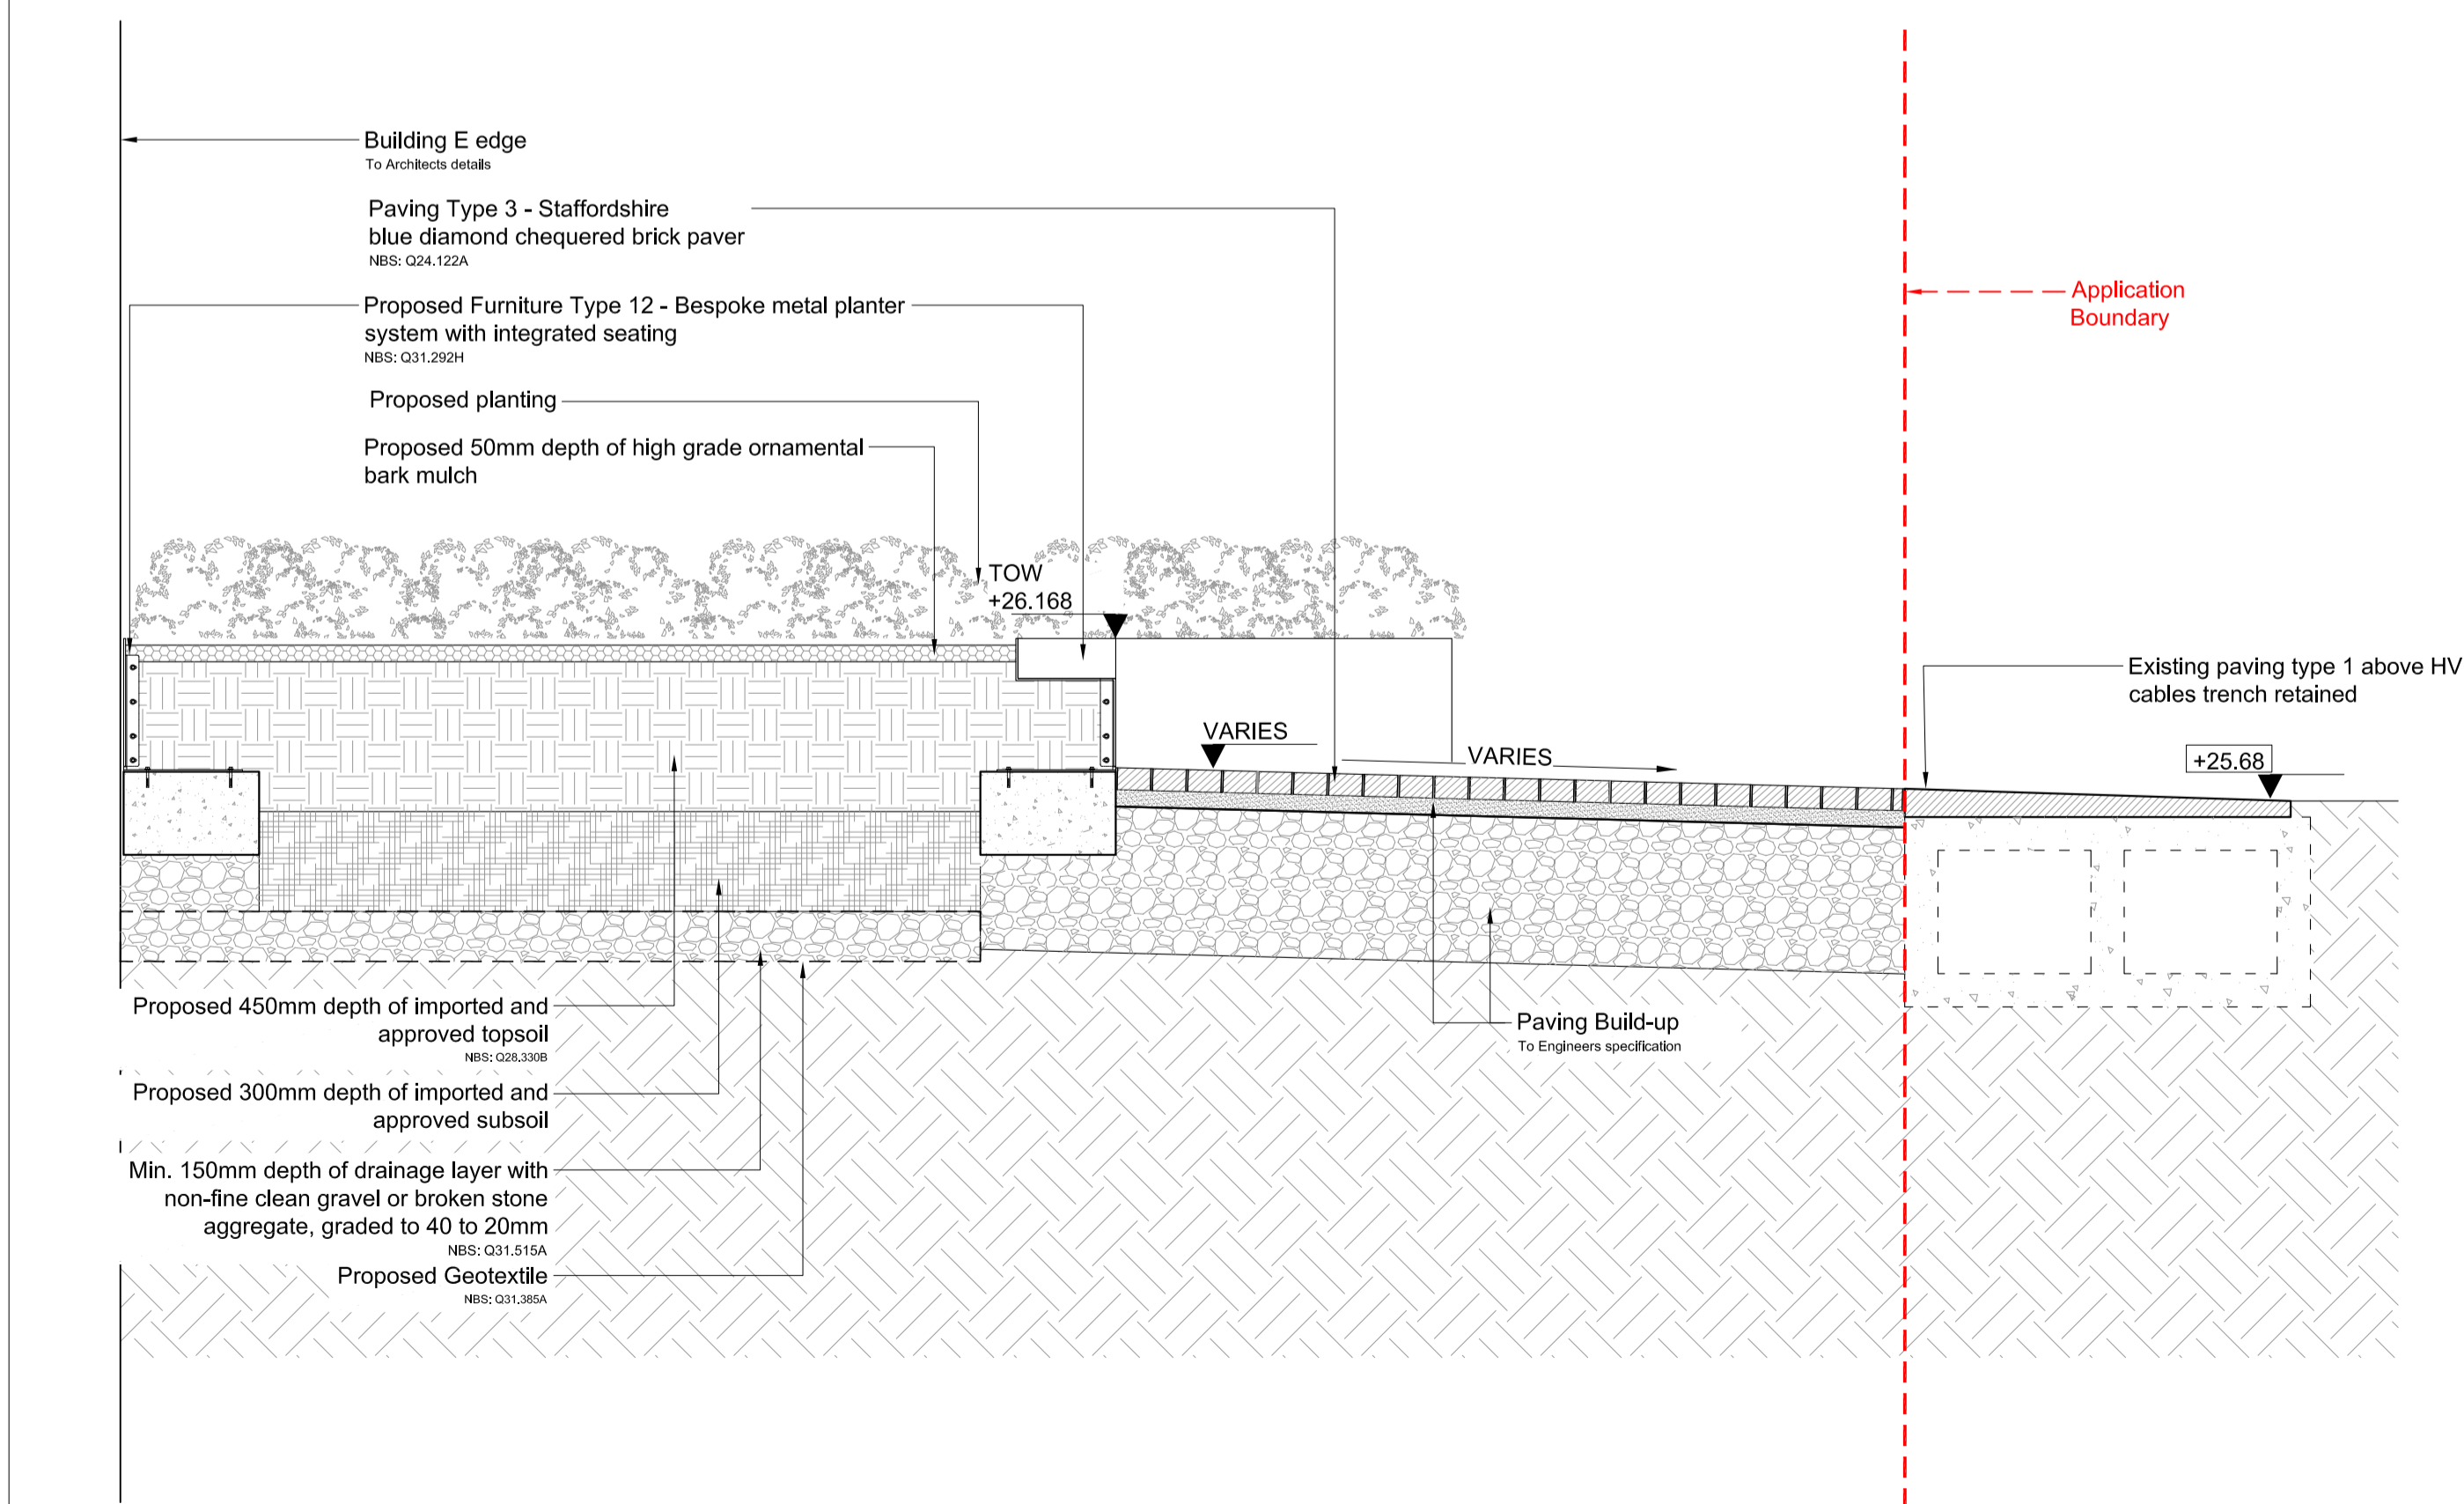 Building E edge
To Architects details
Paving Type 3 - Staffordshire
blue diamond chequered brick paver
NBS: Q24.122A
Proposed Furniture Type 12 - Bespoke metal planter
system with integrated seating
NBS: Q31.292H
Proposed planting
Proposed 50mm depth of high grade ornamental
bark mulch
Application
Boundary
TOW
+26.168
VARIES
VARIES
Existing paving type 1 above HV
cables trench retained
+25.68
Proposed 450mm depth of imported and
approved topsoil
NBS: Q28.330B
Proposed 300mm depth of imported and
approved subsoil
Min. 150mm depth of drainage layer with
non-fine clean gravel or broken stone
aggregate, graded to 40 to 20mm
NBS: Q31.515A
Proposed Geotextile
NBS: Q31.385A
Paving Build-up
To Engineers specification